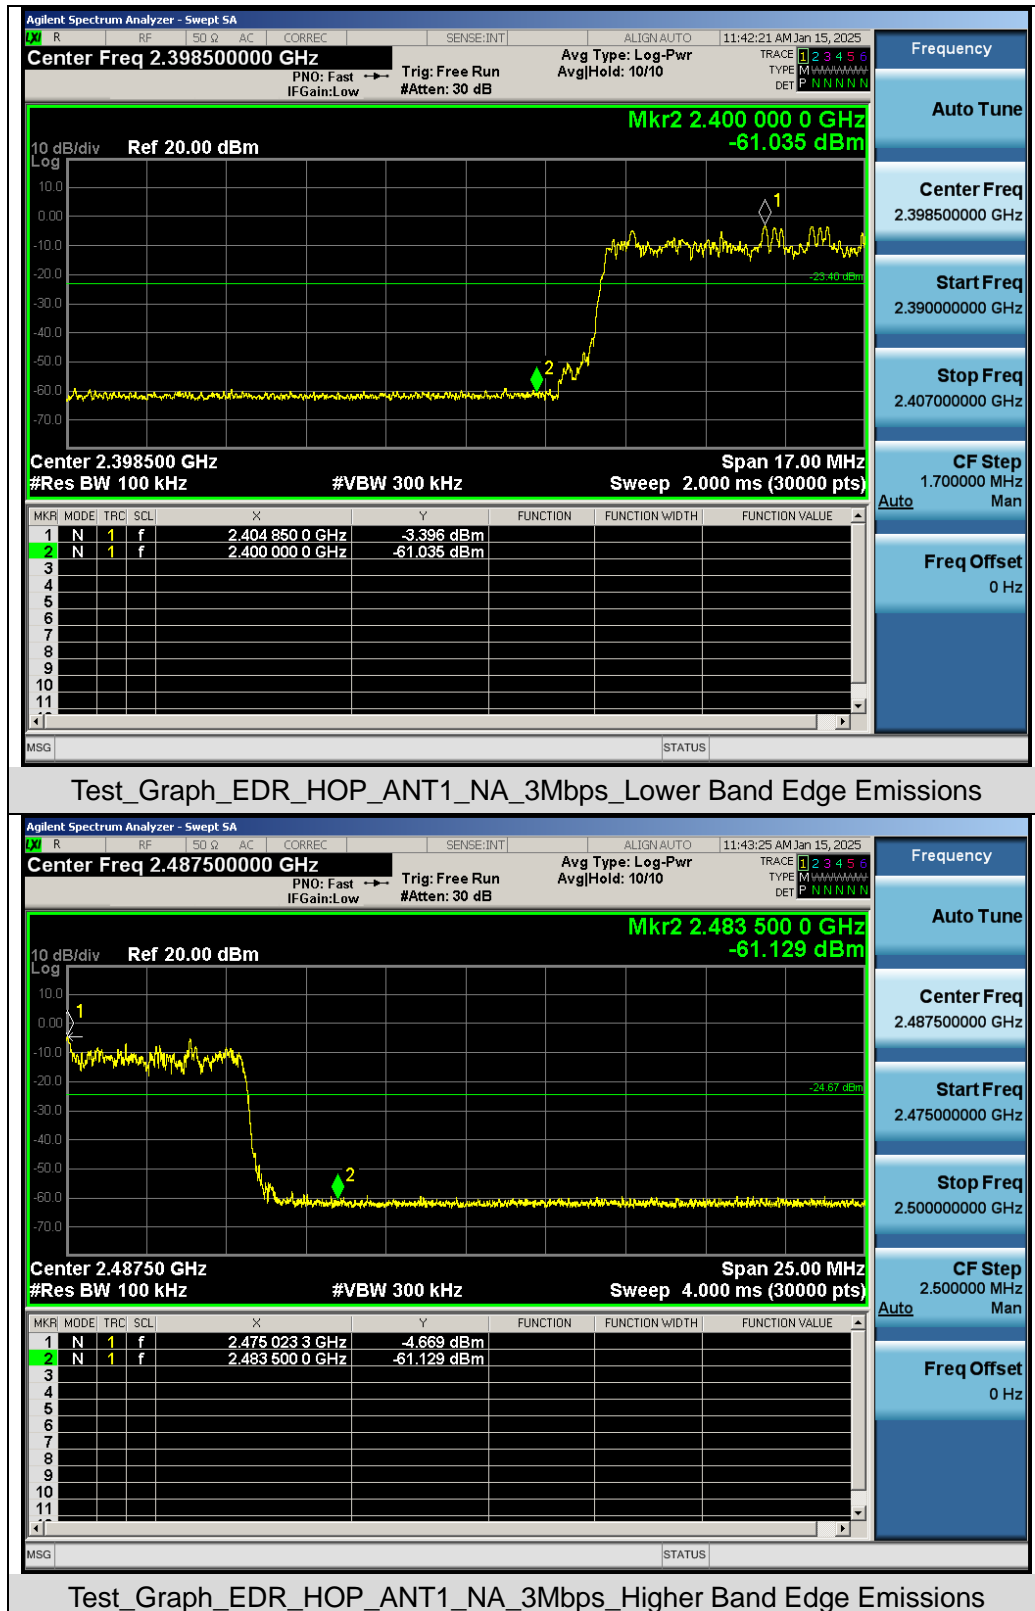 Agilent Spectrum Analyzer - Swept SA
LXI R RF 50 Ω AC CORREC SENSE:INT ALIGN AUTO 11:42:21 AM Jan 15, 2025
Center Freq 2.398500000 GHz
PNO: Fast
IFGain:Low
Trig: Free Run
#Atten: 30 dB
Avg Type: Log-Pwr
Avg|Hold: 10/10
TRACE 1 2 3 4 5 6
TYPE M
DET P N N N N N
Mkr2 2.400 000 0 GHz
-61.035 dBm
10 dB/div Ref 20.00 dBm
Log
10.0
0.00
-10.0
-20.0
-30.0
-40.0
-50.0
-60.0
-70.0
1
2
-23.40 dBm
Center 2.398500 GHz Span 17.00 MHz
#Res BW 100 kHz #VBW 300 kHz Sweep 2.000 ms (30000 pts)
MKR MODE TRC SCL X Y FUNCTION FUNCTION WIDTH FUNCTION VALUE
1 N 1 f 2.404 850 0 GHz -3.396 dBm
2 N 1 f 2.400 000 0 GHz -61.035 dBm
3
4
5
6
7
8
9
10
11
MSG STATUS
Frequency
Auto Tune
Center Freq
2.398500000 GHz
Start Freq
2.390000000 GHz
Stop Freq
2.407000000 GHz
CF Step
1.700000 MHz
Auto Man
Freq Offset
0 Hz
Test_Graph_EDR_HOP_ANT1_NA_3Mbps_Lower Band Edge Emissions
Agilent Spectrum Analyzer - Swept SA
LXI R RF 50 Ω AC CORREC SENSE:INT ALIGN AUTO 11:43:25 AM Jan 15, 2025
Center Freq 2.487500000 GHz
PNO: Fast
IFGain:Low
Trig: Free Run
#Atten: 30 dB
Avg Type: Log-Pwr
Avg|Hold: 10/10
TRACE 1 2 3 4 5 6
TYPE M
DET P N N N N N
Mkr2 2.483 500 0 GHz
-61.129 dBm
10 dB/div Ref 20.00 dBm
Log
10.0
0.00
-10.0
-20.0
-30.0
-40.0
-50.0
-60.0
-70.0
1
2
-24.67 dBm
Center 2.48750 GHz Span 25.00 MHz
#Res BW 100 kHz #VBW 300 kHz Sweep 4.000 ms (30000 pts)
MKR MODE TRC SCL X Y FUNCTION FUNCTION WIDTH FUNCTION VALUE
1 N 1 f 2.475 023 3 GHz -4.669 dBm
2 N 1 f 2.483 500 0 GHz -61.129 dBm
3
4
5
6
7
8
9
10
11
MSG STATUS
Frequency
Auto Tune
Center Freq
2.487500000 GHz
Start Freq
2.475000000 GHz
Stop Freq
2.500000000 GHz
CF Step
2.500000 MHz
Auto Man
Freq Offset
0 Hz
Test_Graph_EDR_HOP_ANT1_NA_3Mbps_Higher Band Edge Emissions